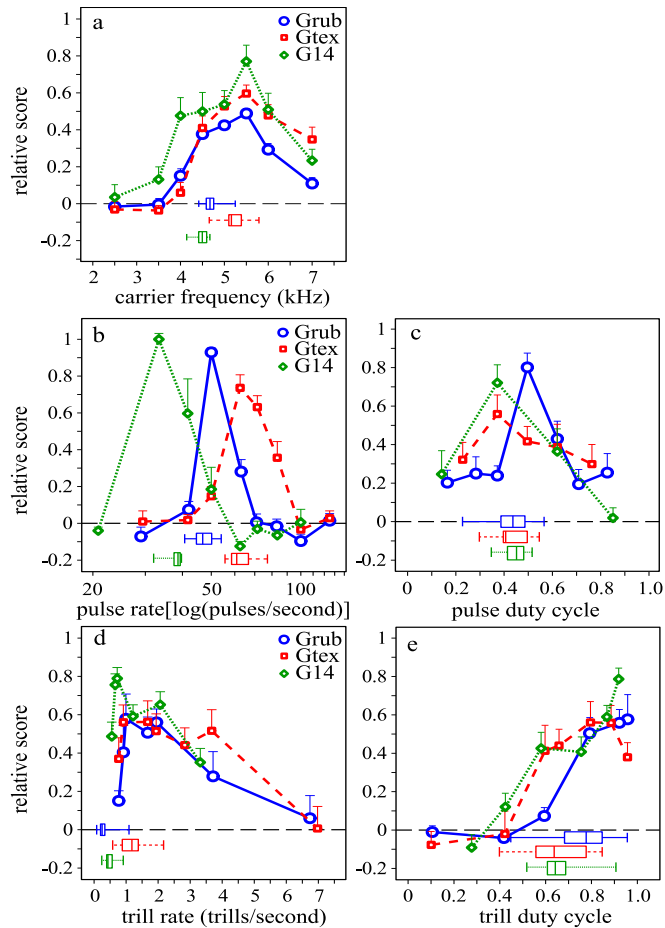 a
Grub
Gtex
G14
relative score
1
0.8
0.6
0.4
0.2
0
-0.2
2 3 4 5 6 7
carrier frequency (kHz)
b
Grub
Gtex
G14
relative score
1
0.8
0.6
0.4
0.2
0
-0.2
20 50 100
pulse rate[log(pulses/second)]
c
1
0.8
0.6
0.4
0.2
0
-0.2
0 0.2 0.4 0.6 0.8 1.0
pulse duty cycle
d
Grub
Gtex
G14
relative score
1
0.8
0.6
0.4
0.2
0
-0.2
0 1 2 3 4 5 6 7
trill rate (trills/second)
e
1
0.8
0.6
0.4
0.2
0
-0.2
0 0.2 0.4 0.6 0.8 1.0
trill duty cycle